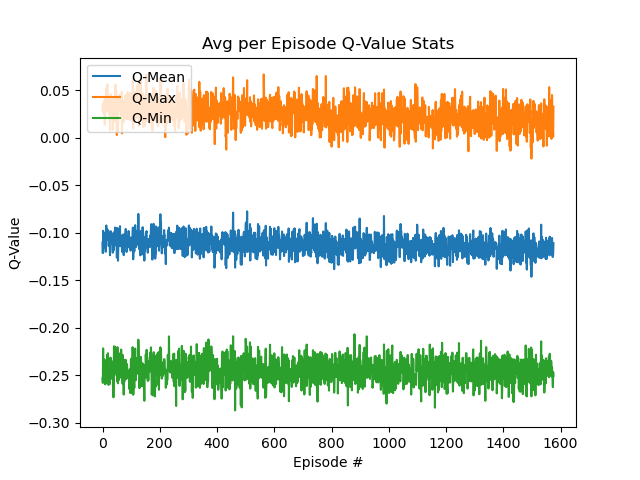 Avg per Episode Q-Value Stats
Q-Mean
Q-Max
Q-Min
Q-Value
0.05
0.00
−0.05
−0.10
−0.15
−0.20
−0.25
−0.30
0 200 400 600 800 1000 1200 1400 1600
Episode #